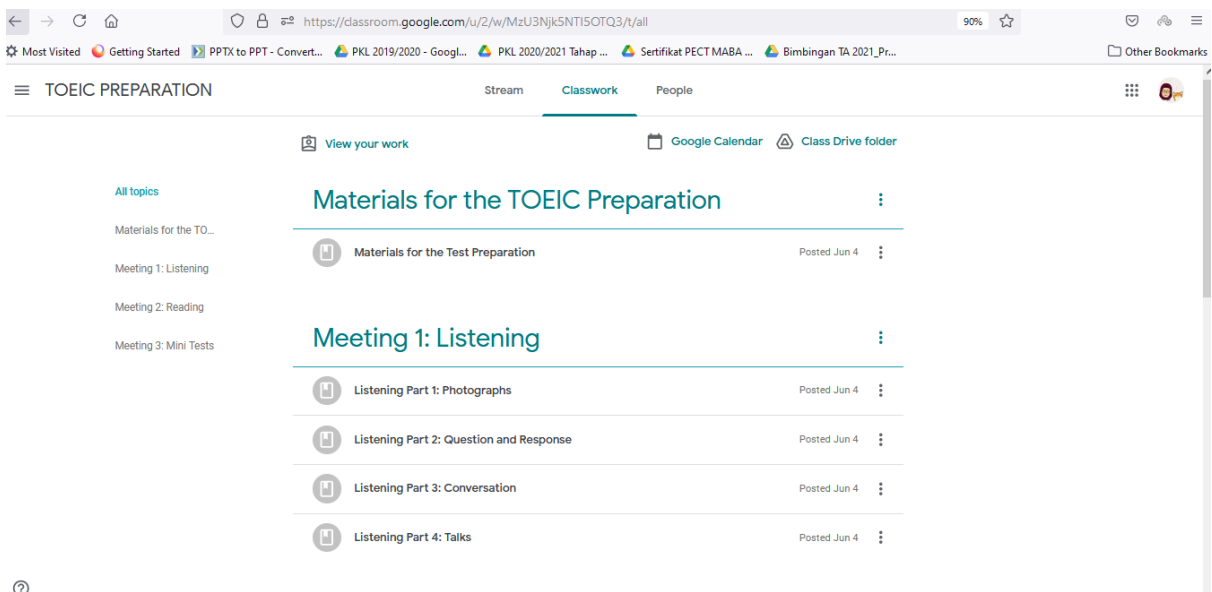 https://classroom.google.com/u/2/w/MzU3Njk5NTI5OTQ3/t/all 90%
Most Visited Getting Started PPTX to PPT - Convert... PKL 2019/2020 - Googl... PKL 2020/2021 Tahap ... Sertifikat PECT MABA ... Bimbingan TA 2021_Pr... Other Bookmarks
TOEIC PREPARATION Stream Classwork People
View your work Google Calendar Class Drive folder
All topics
Materials for the TO...
Meeting 1: Listening
Meeting 2: Reading
Meeting 3: Mini Tests
Materials for the TOEIC Preparation
Materials for the Test Preparation Posted Jun 4
Meeting 1: Listening
Listening Part 1: Photographs Posted Jun 4
Listening Part 2: Question and Response Posted Jun 4
Listening Part 3: Conversation Posted Jun 4
Listening Part 4: Talks Posted Jun 4